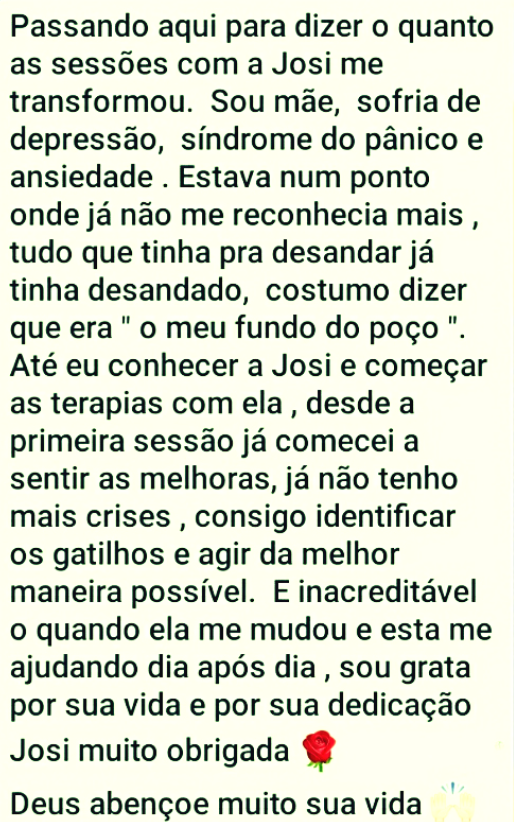 Passando aqui para dizer o quanto
as sessões com a Josi me
transformou.  Sou mãe,  sofria de
depressão,  síndrome do pânico e
ansiedade . Estava num ponto
onde já não me reconhecia mais ,
tudo que tinha pra desandar já
tinha desandado,  costumo dizer
que era " o meu fundo do poço ".
Até eu conhecer a Josi e começar
as terapias com ela , desde a
primeira sessão já comecei a
sentir as melhoras, já não tenho
mais crises , consigo identificar
os gatilhos e agir da melhor
maneira possível.  E inacreditável
o quando ela me mudou e esta me
ajudando dia após dia , sou grata
por sua vida e por sua dedicação
Josi muito obrigada 🌹
Deus abençoe muito sua vida 🙌